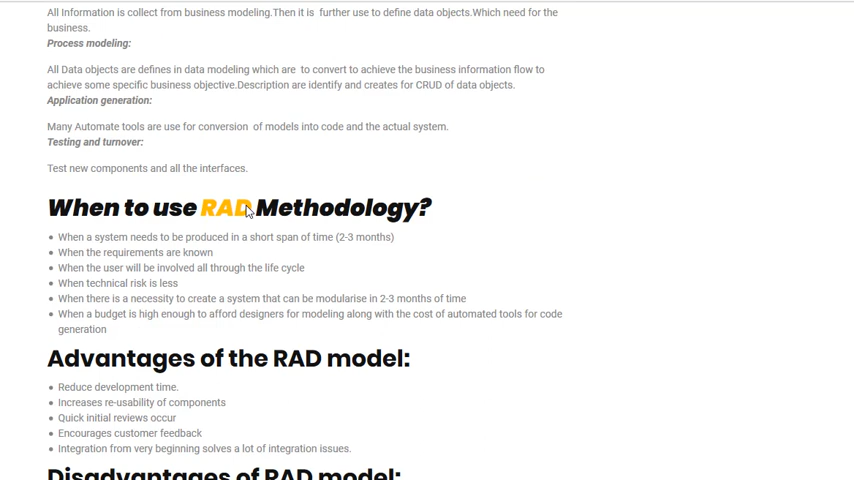 All Information is collect from business modeling.Then it is further use to define data objects.Which need for the
business.
Process modeling:
All Data objects are defines in data modeling which are to convert to achieve the business information flow to
achieve some specific business objective.Description are identify and creates for CRUD of data objects.
Application generation:
Many Automate tools are use for conversion of models into code and the actual system.
Testing and turnover:
Test new components and all the interfaces.
When to use RAD Methodology?
When a system needs to be produced in a short span of time (2-3 months)
When the requirements are known
When the user will be involved all through the life cycle
When technical risk is less
When there is a necessity to create a system that can be modularise in 2-3 months of time
When a budget is high enough to afford designers for modeling along with the cost of automated tools for code
generation
Advantages of the RAD model:
Reduce development time.
Increases re-usability of components
Quick initial reviews occur
Encourages customer feedback
Integration from very beginning solves a lot of integration issues.
Disadvantages of RAD model: